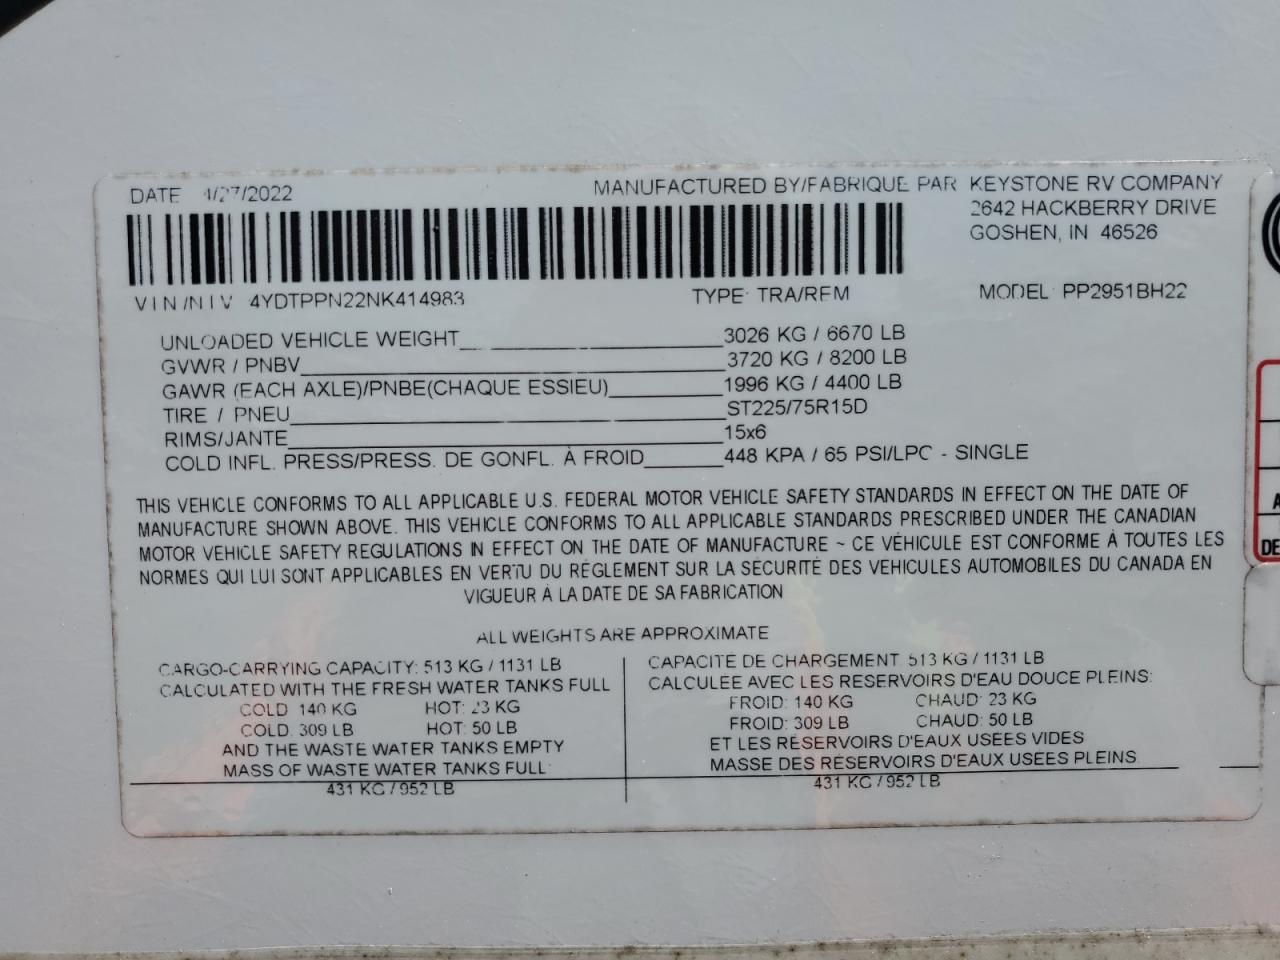 DATE 4/27/2022 MANUFACTURED BY/FABRIQUE PAR KEYSTONE RV COMPANY
2642 HACKBERRY DRIVE
GOSHEN, IN 46526
VIN/NIV 4YDTPPN22NK414983 TYPE: TRA/REM MODEL: PP2951BH22
UNLOADED VEHICLE WEIGHT 3026 KG / 6670 LB
GVWR / PNBV 3720 KG / 8200 LB
GAWR (EACH AXLE)/PNBE(CHAQUE ESSIEU) 1996 KG / 4400 LB
TIRE / PNEU ST225/75R15D
RIMS/JANTE 15x6
COLD INFL. PRESS/PRESS. DE GONFL. À FROID 448 KPA / 65 PSI/LPC - SINGLE
THIS VEHICLE CONFORMS TO ALL APPLICABLE U.S. FEDERAL MOTOR VEHICLE SAFETY STANDARDS IN EFFECT ON THE DATE OF
MANUFACTURE SHOWN ABOVE. THIS VEHICLE CONFORMS TO ALL APPLICABLE STANDARDS PRESCRIBED UNDER THE CANADIAN
MOTOR VEHICLE SAFETY REGULATIONS IN EFFECT ON THE DATE OF MANUFACTURE ~ CE VÉHICULE EST CONFORME À TOUTES LES
NORMES QUI LUI SONT APPLICABLES EN VERTU DU RÈGLEMENT SUR LA SÉCURITÉ DES VÉHICULES AUTOMOBILES DU CANADA EN
VIGUEUR À LA DATE DE SA FABRICATION
ALL WEIGHTS ARE APPROXIMATE
CARGO-CARRYING CAPACITY: 513 KG / 1131 LB
CALCULATED WITH THE FRESH WATER TANKS FULL
COLD: 140 KG HOT: 23 KG
COLD: 309 LB HOT: 50 LB
AND THE WASTE WATER TANKS EMPTY
MASS OF WASTE WATER TANKS FULL:
431 KG / 952 LB
CAPACITÉ DE CHARGEMENT: 513 KG / 1131 LB
CALCULÉE AVEC LES RÉSERVOIRS D'EAU DOUCE PLEINS:
FROID: 140 KG CHAUD: 23 KG
FROID: 309 LB CHAUD: 50 LB
ET LES RÉSERVOIRS D'EAUX USÉES VIDES
MASSE DES RÉSERVOIRS D'EAUX USÉES PLEINS
431 KG / 952 LB